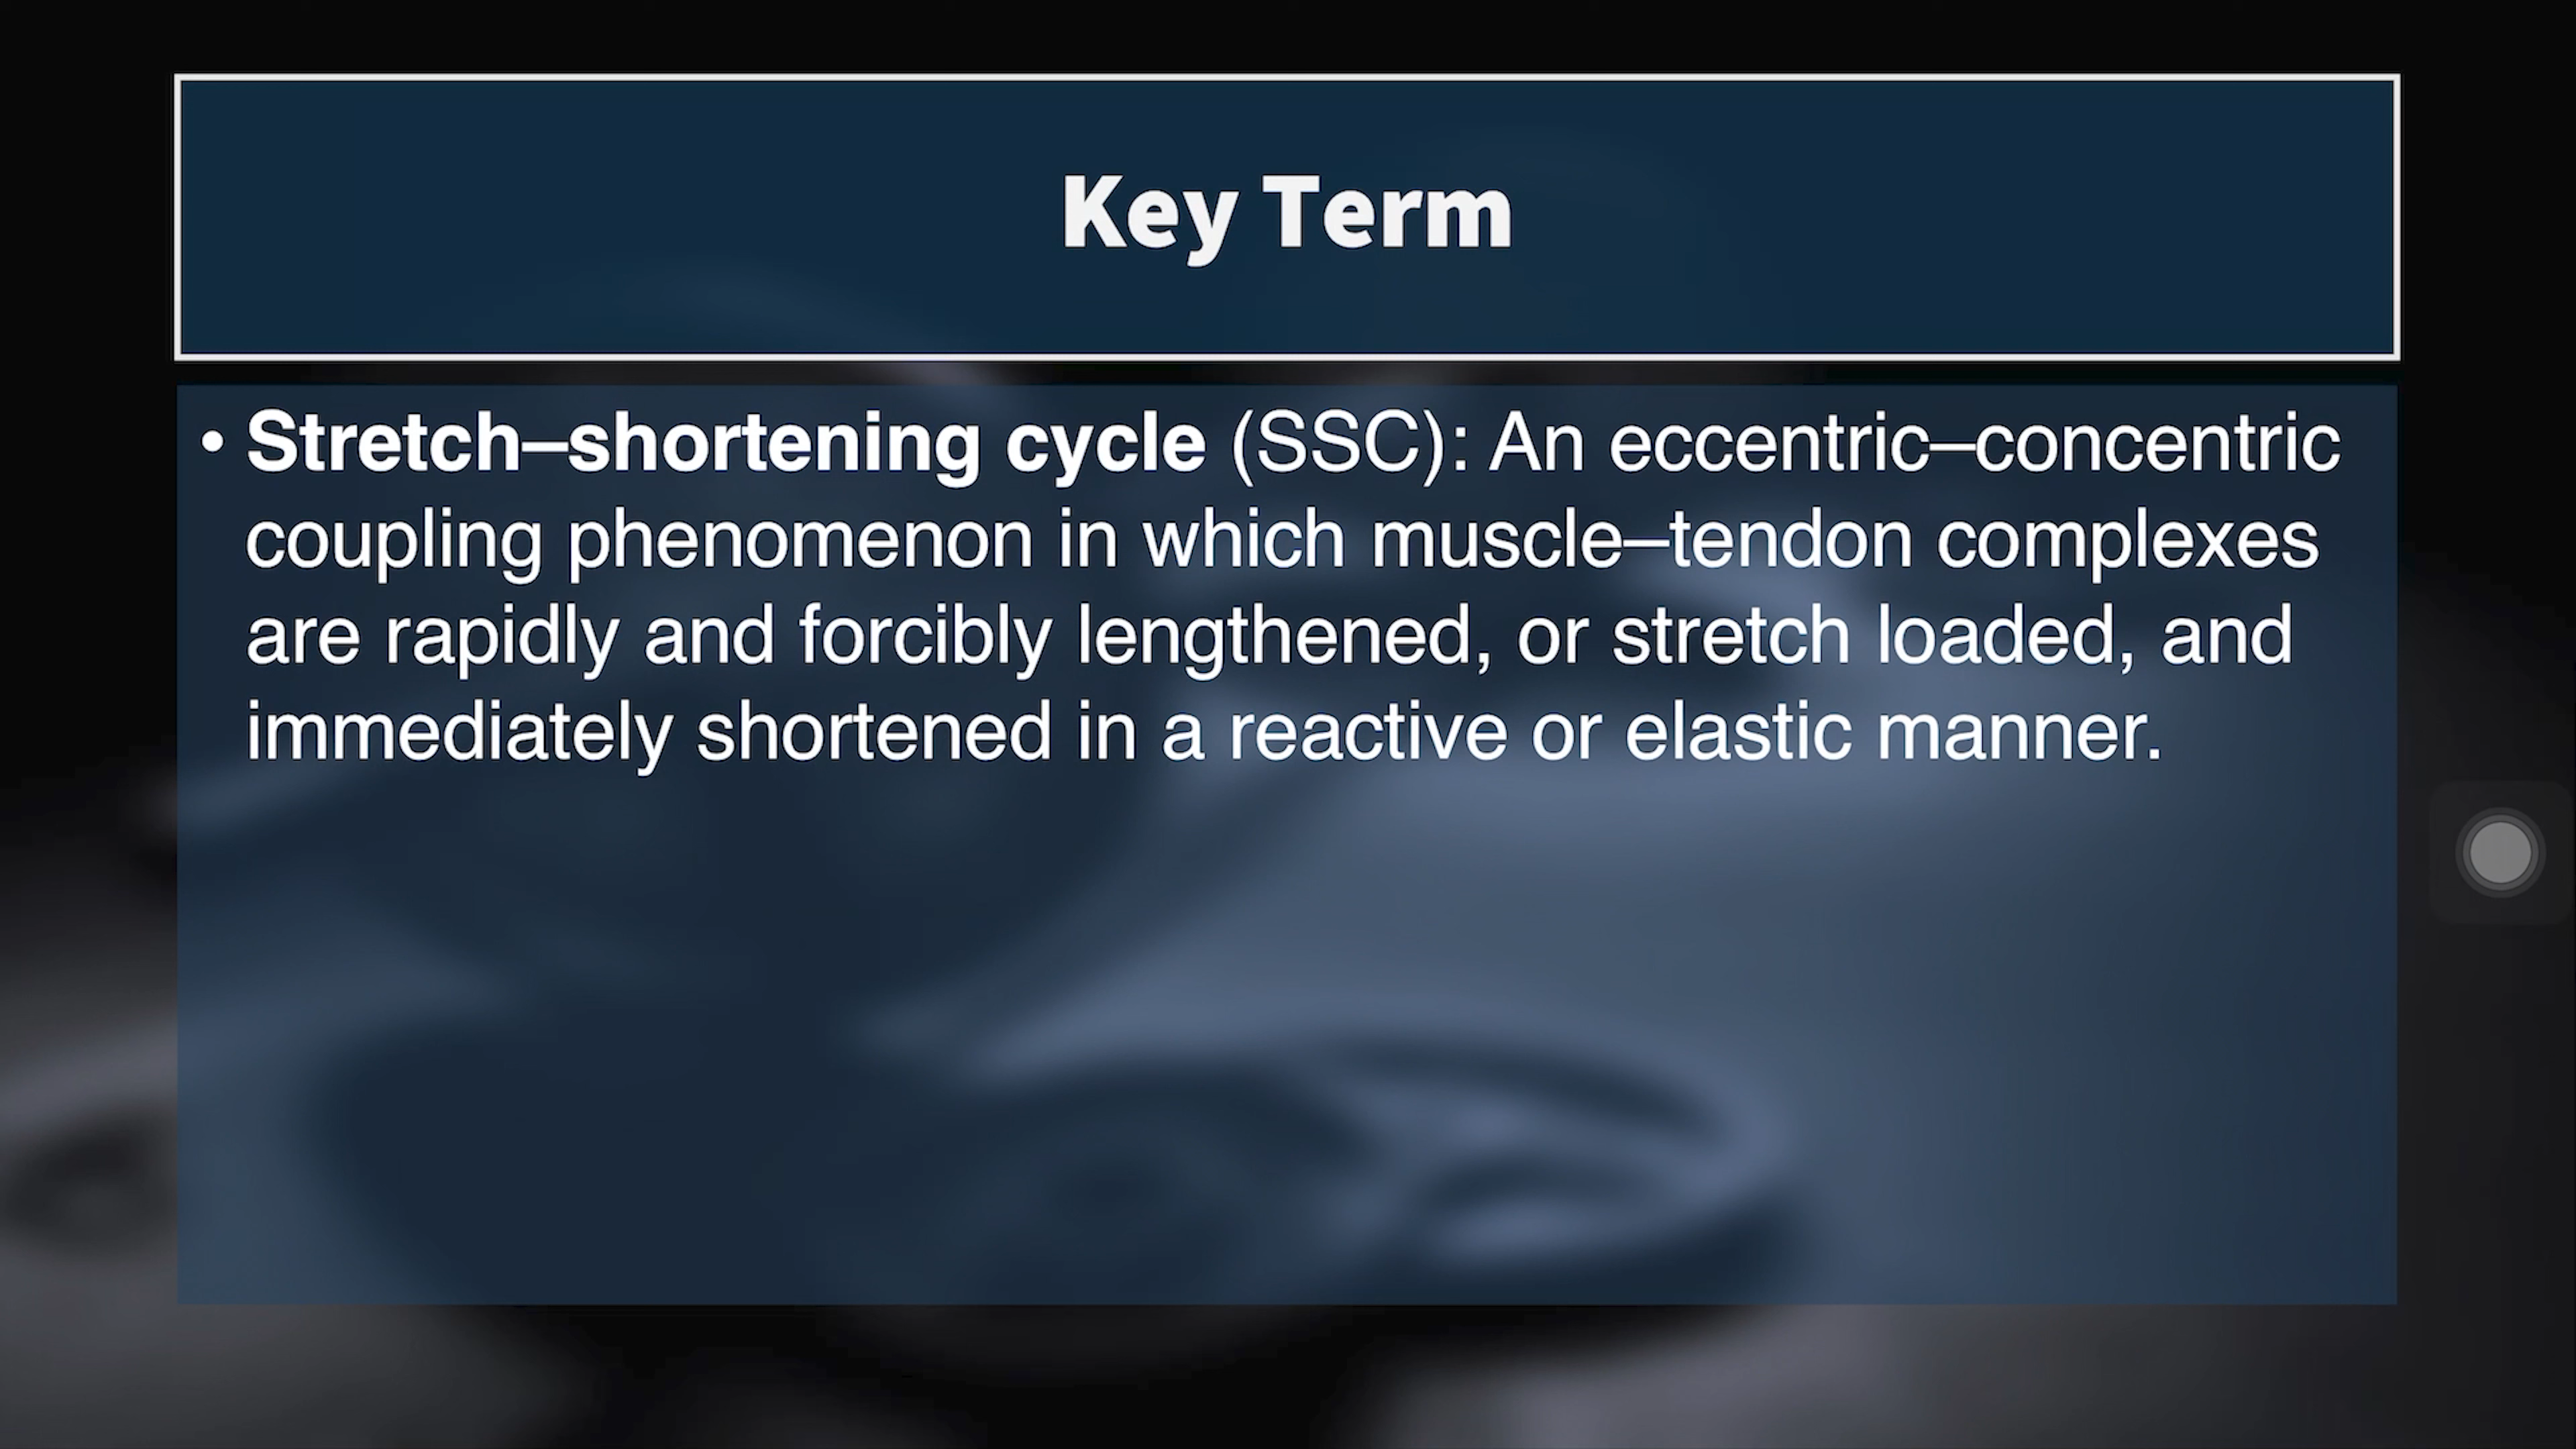 Key Term
• Stretch–shortening cycle (SSC): An eccentric–concentric
coupling phenomenon in which muscle–tendon complexes
are rapidly and forcibly lengthened, or stretch loaded, and
immediately shortened in a reactive or elastic manner.